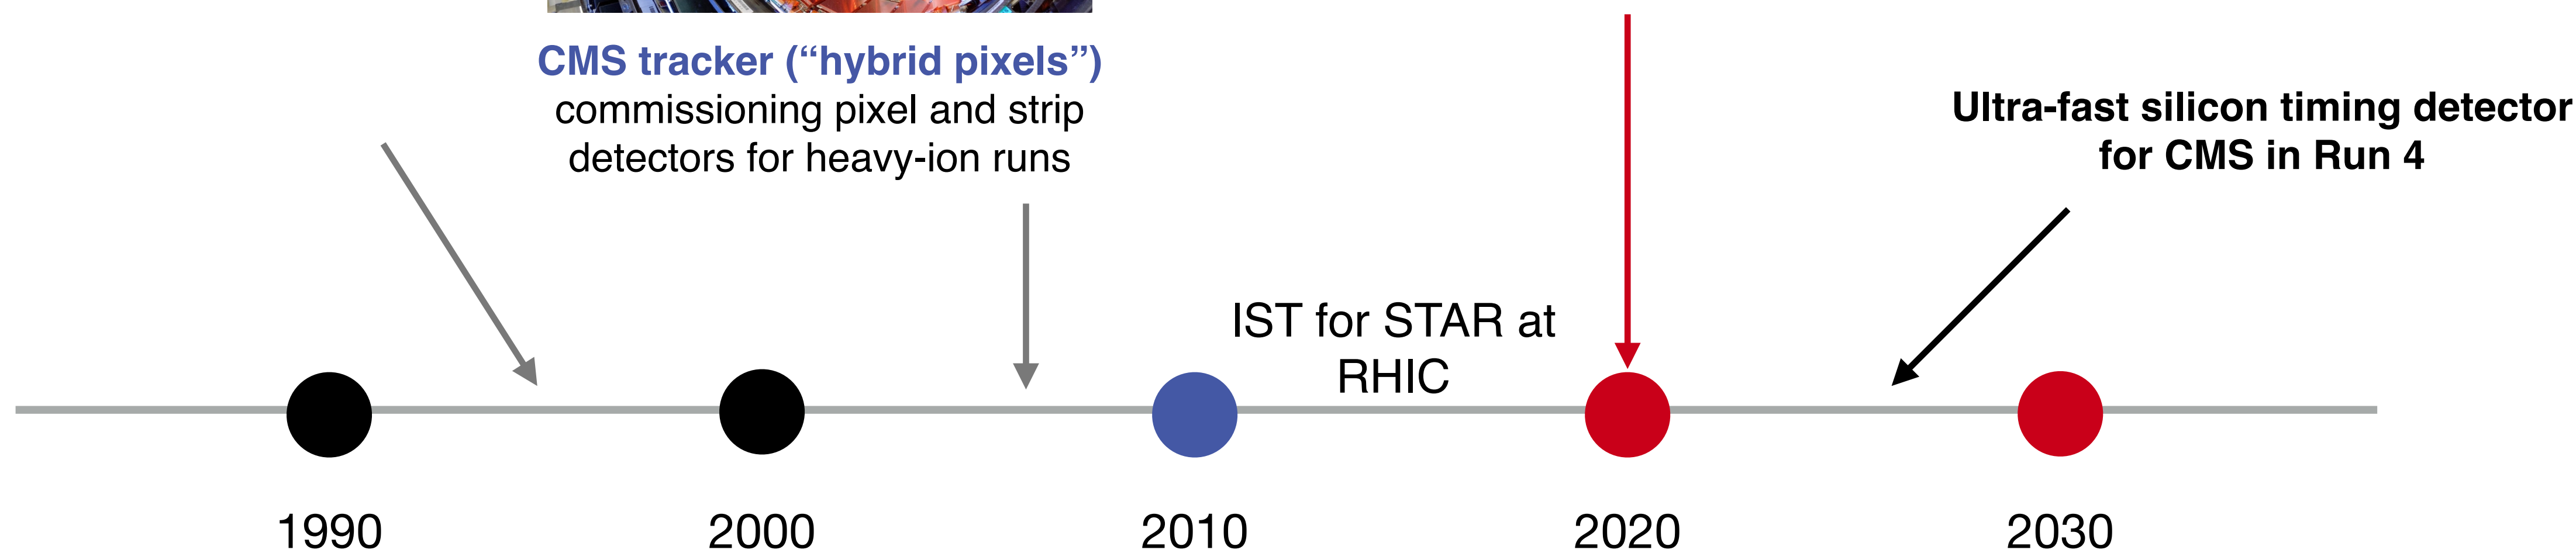 CMS tracker (“hybrid pixels”)
commissioning pixel and strip
detectors for heavy-ion runs
Ultra-fast silicon timing detector
for CMS in Run 4
IST for STAR at
RHIC
1990
2000
2010
2020
2030